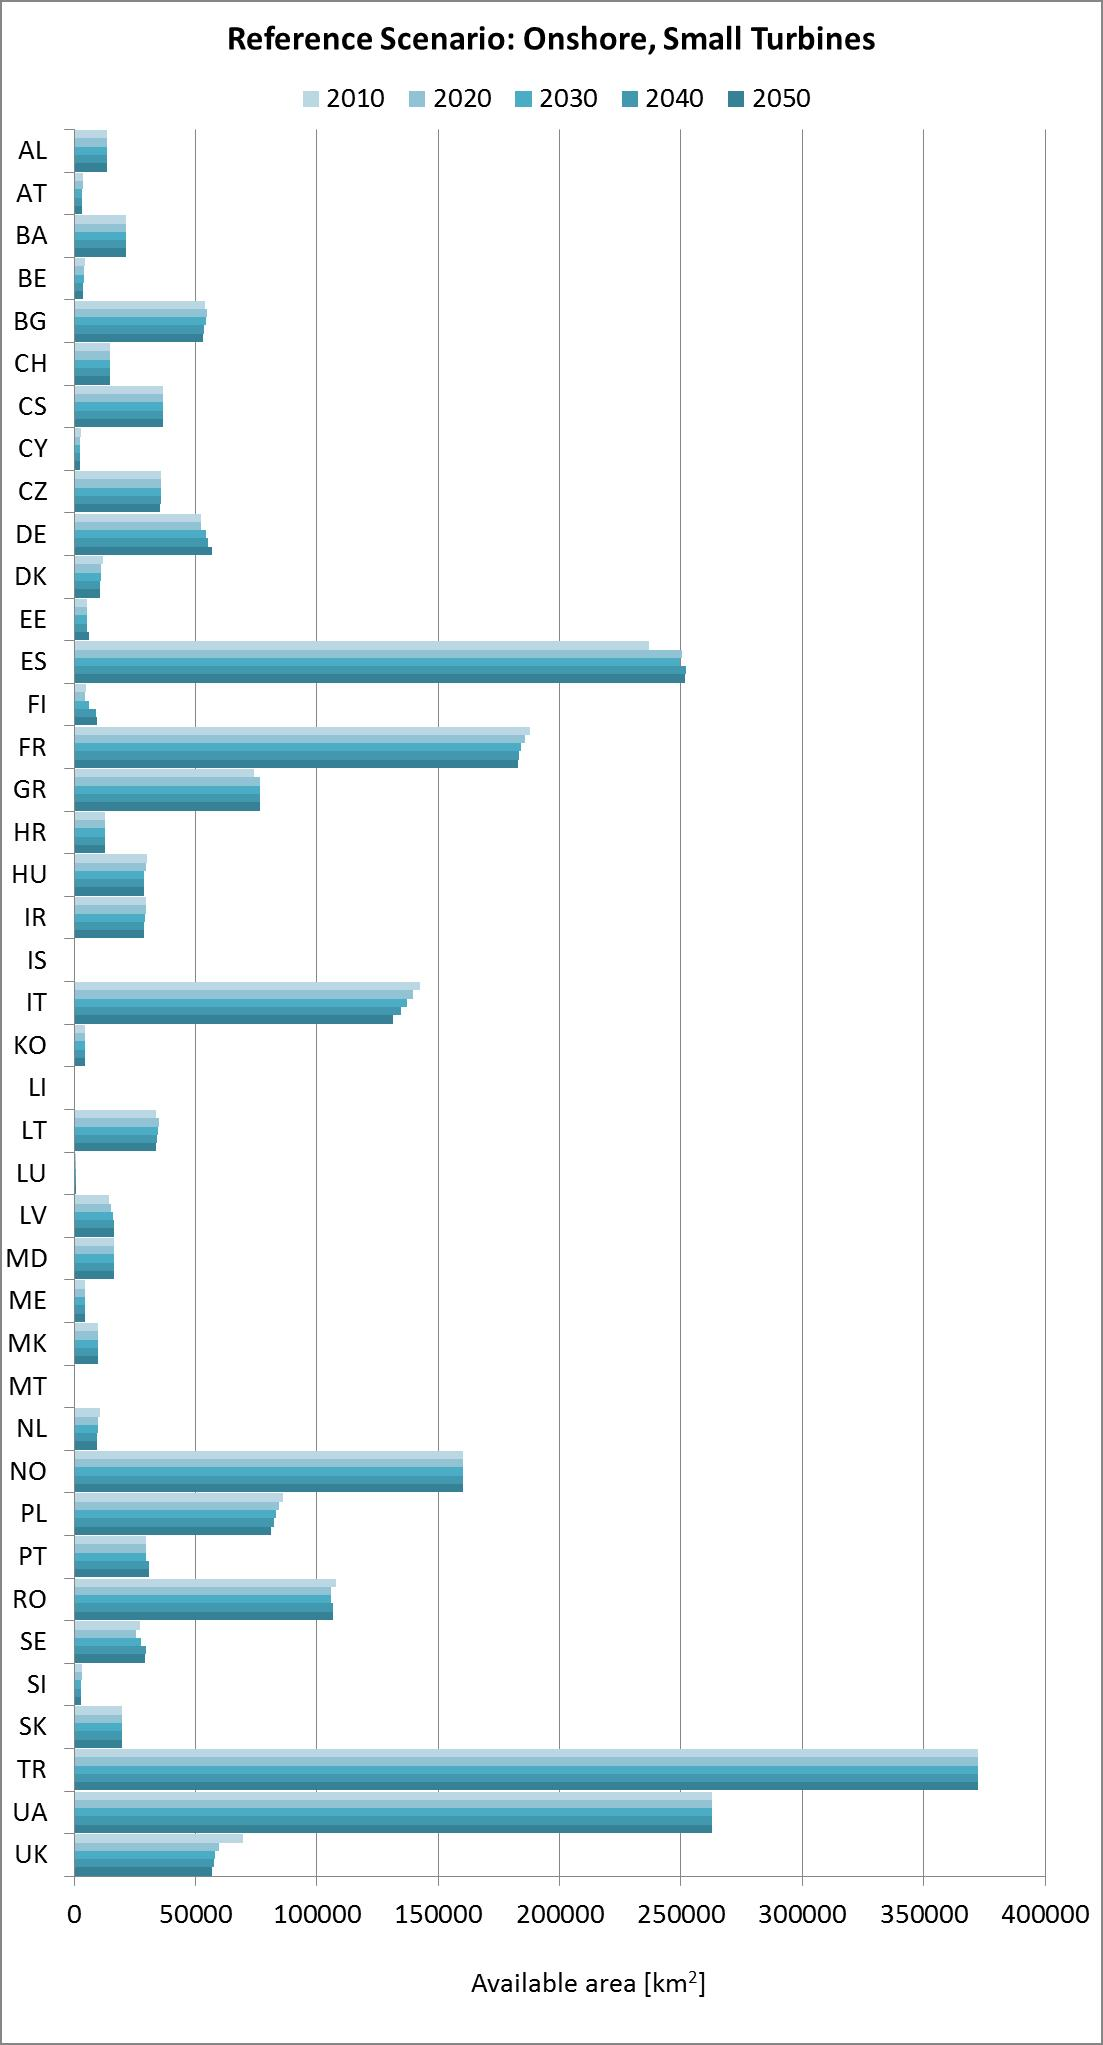 Reference Scenario: Onshore, Small Turbines
2010 2020 2030 2040 2050
AL
AT
BA
BE
BG
CH
CS
CY
CZ
DE
DK
EE
ES
FI
FR
GR
HR
HU
IR
IS
IT
KO
LI
LT
LU
LV
MD
ME
MK
MT
NL
NO
PL
PT
RO
SE
SI
SK
TR
UA
UK
0 50000 100000 150000 200000 250000 300000 350000 400000
Available area [km²]